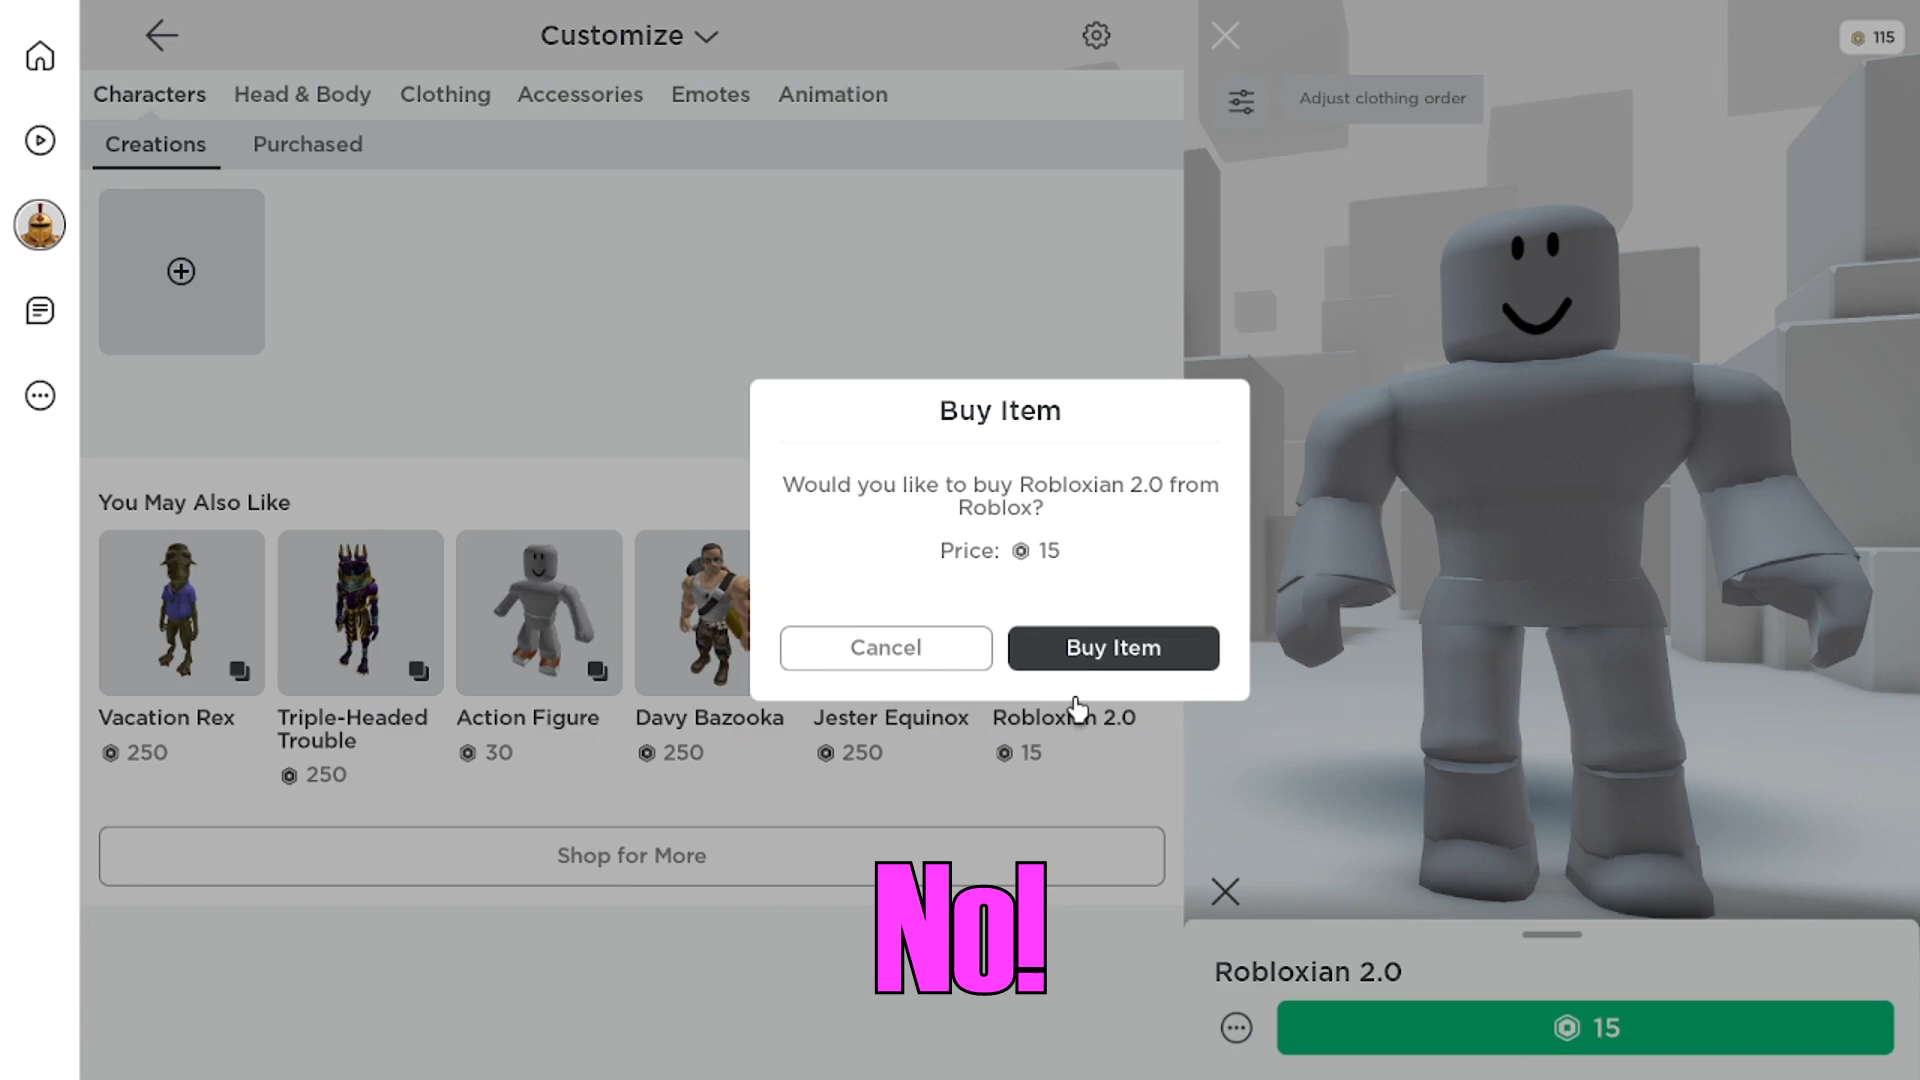 Customize
115
Characters Head & Body Clothing Accessories Emotes Animation
Adjust clothing order
Creations Purchased
Buy Item
Would you like to buy Robloxian 2.0 from
Roblox?
Price: 15
Cancel Buy Item
You May Also Like
Vacation Rex
250
Triple-Headed
Trouble
250
Action Figure
30
Davy Bazooka
250
Jester Equinox
250
Robloxian 2.0
15
Shop for More
No!
Robloxian 2.0
15